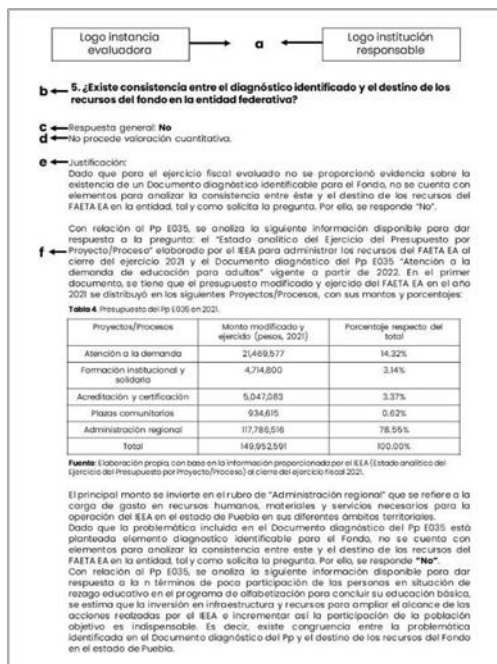 Logo instancia evaluadora
a
Logo institución responsable
b
5. ¿Existe consistencia entre el diagnóstico identificado y el destino de los
recursos del fondo en la entidad federativa?
c Respuesta general: No
d No procede valoración cuantitativa.
e Justificación:
Dado que para el ejercicio fiscal evaluado no se proporcionó evidencia sobre la
existencia de un Documento diagnóstico identificable para el Fondo, no se cuenta con
elementos para analizar la consistencia entre éste y el destino de los recursos del
FAETA EA en la entidad, tal y como solicita la pregunta. Por ello, se responde "No".
Con relación al Pp E035, se analiza la siguiente información disponible para dar
respuesta a la pregunta: el "Estado analítico del Ejercicio del Presupuesto por
f Proyecto/Proceso" elaborado por el IEEA para administrar los recursos del FAETA EA al
cierre del ejercicio 2021 y el Documento diagnóstico del Pp E035 "Atención a la
demanda de educación para adultos" vigente a partir de 2022. En el primer
documento, se tiene que el presupuesto modificado y ejercido del FAETA EA en el año
2021 se distribuyó en los siguientes Proyectos/Procesos, con sus montos y porcentajes:
Tabla 4. Presupuesto del Pp E035 en 2021.
Proyectos/Procesos Monto modificado y ejercido (pesos, 2021) Porcentaje respecto del total
Atención a la demanda 21,469,577 14.32%
Formación institucional y solidaria 4,714,800 3.14%
Acreditación y certificación 5,047,083 3.37%
Plazas comunitarias 934,615 0.62%
Administración regional 117,786,516 78.55%
Total 149,952,591 100.00%
Fuente: Elaboración propia, con base en la información proporcionada por el IEEA (Estado analítico del
Ejercicio del Presupuesto por Proyecto/Proceso) al cierre del ejercicio fiscal 2021.
El principal monto se invierte en el rubro de "Administración regional" que se refiere a la
carga de gasto en recursos humanos, materiales y servicios necesarios para la
operación del IEEA en el estado de Puebla en sus diferentes ámbitos territoriales.
Dado que la problemática incluida en el Documento diagnóstico del Pp E035 está
planteada elemento diagnostico identificable para el Fondo, no se cuenta con
elementos para analizar la consistencia entre este y el destino de los recursos del
FAETA EA en la entidad, tal y como solicita la pregunta. Por ello, se responde "No".
Con relación al Pp E035, se analiza la siguiente información disponible para dar
respuesta a la n términos de poca participación de las personas en situación de
rezago educativo en el programa de alfabetización para concluir su educación básica,
se estima que la inversión en infraestructura y recursos para ampliar el alcance de las
acciones realizadas por el IEEA e incrementar así la participación de la población
objetivo es indispensable. Es decir, existe congruencia entre la problemática
identificada en el Documento diagnóstico del Pp y el destino de los recursos del Fondo
en el estado de Puebla.